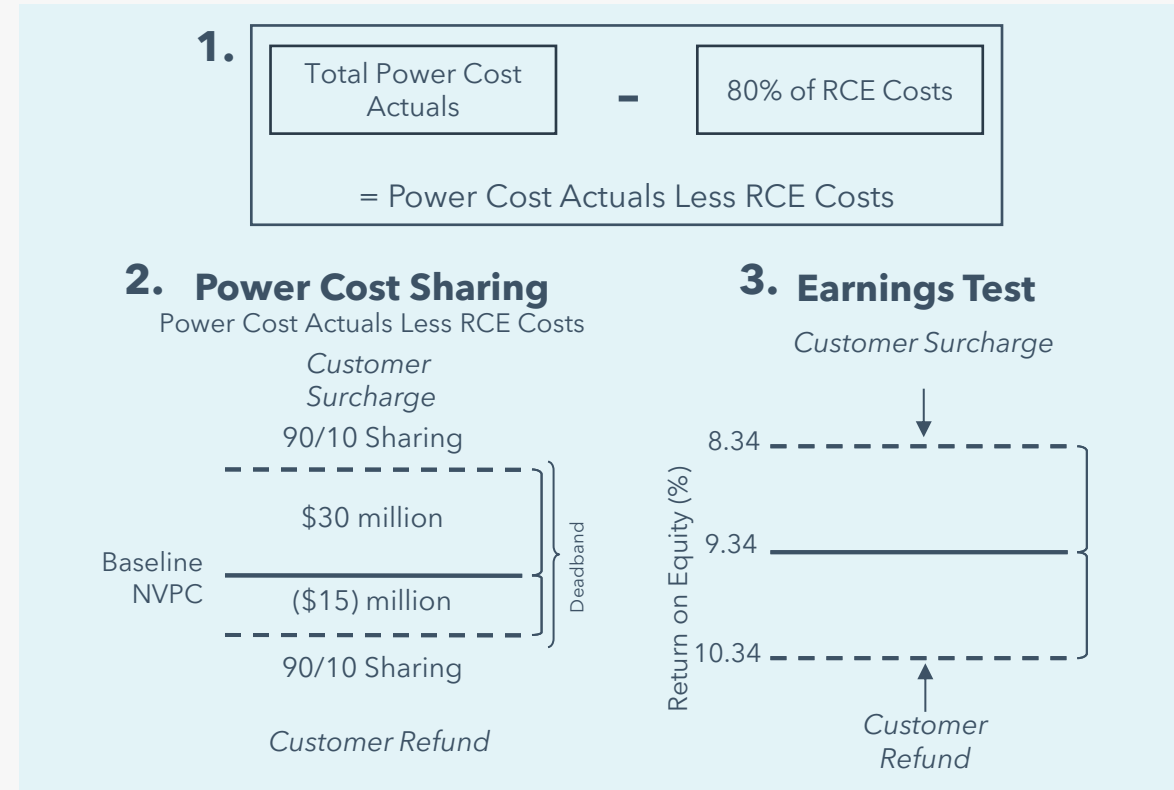 1.
Total Power Cost
Actuals
-
80% of RCE Costs
= Power Cost Actuals Less RCE Costs
2. Power Cost Sharing
Power Cost Actuals Less RCE Costs
Customer
Surcharge
90/10 Sharing
$30 million
Baseline
NVPC
($15) million
Deadband
90/10 Sharing
Customer Refund
3. Earnings Test
Customer Surcharge
8.34
Return on Equity (%)
9.34
10.34
Customer
Refund